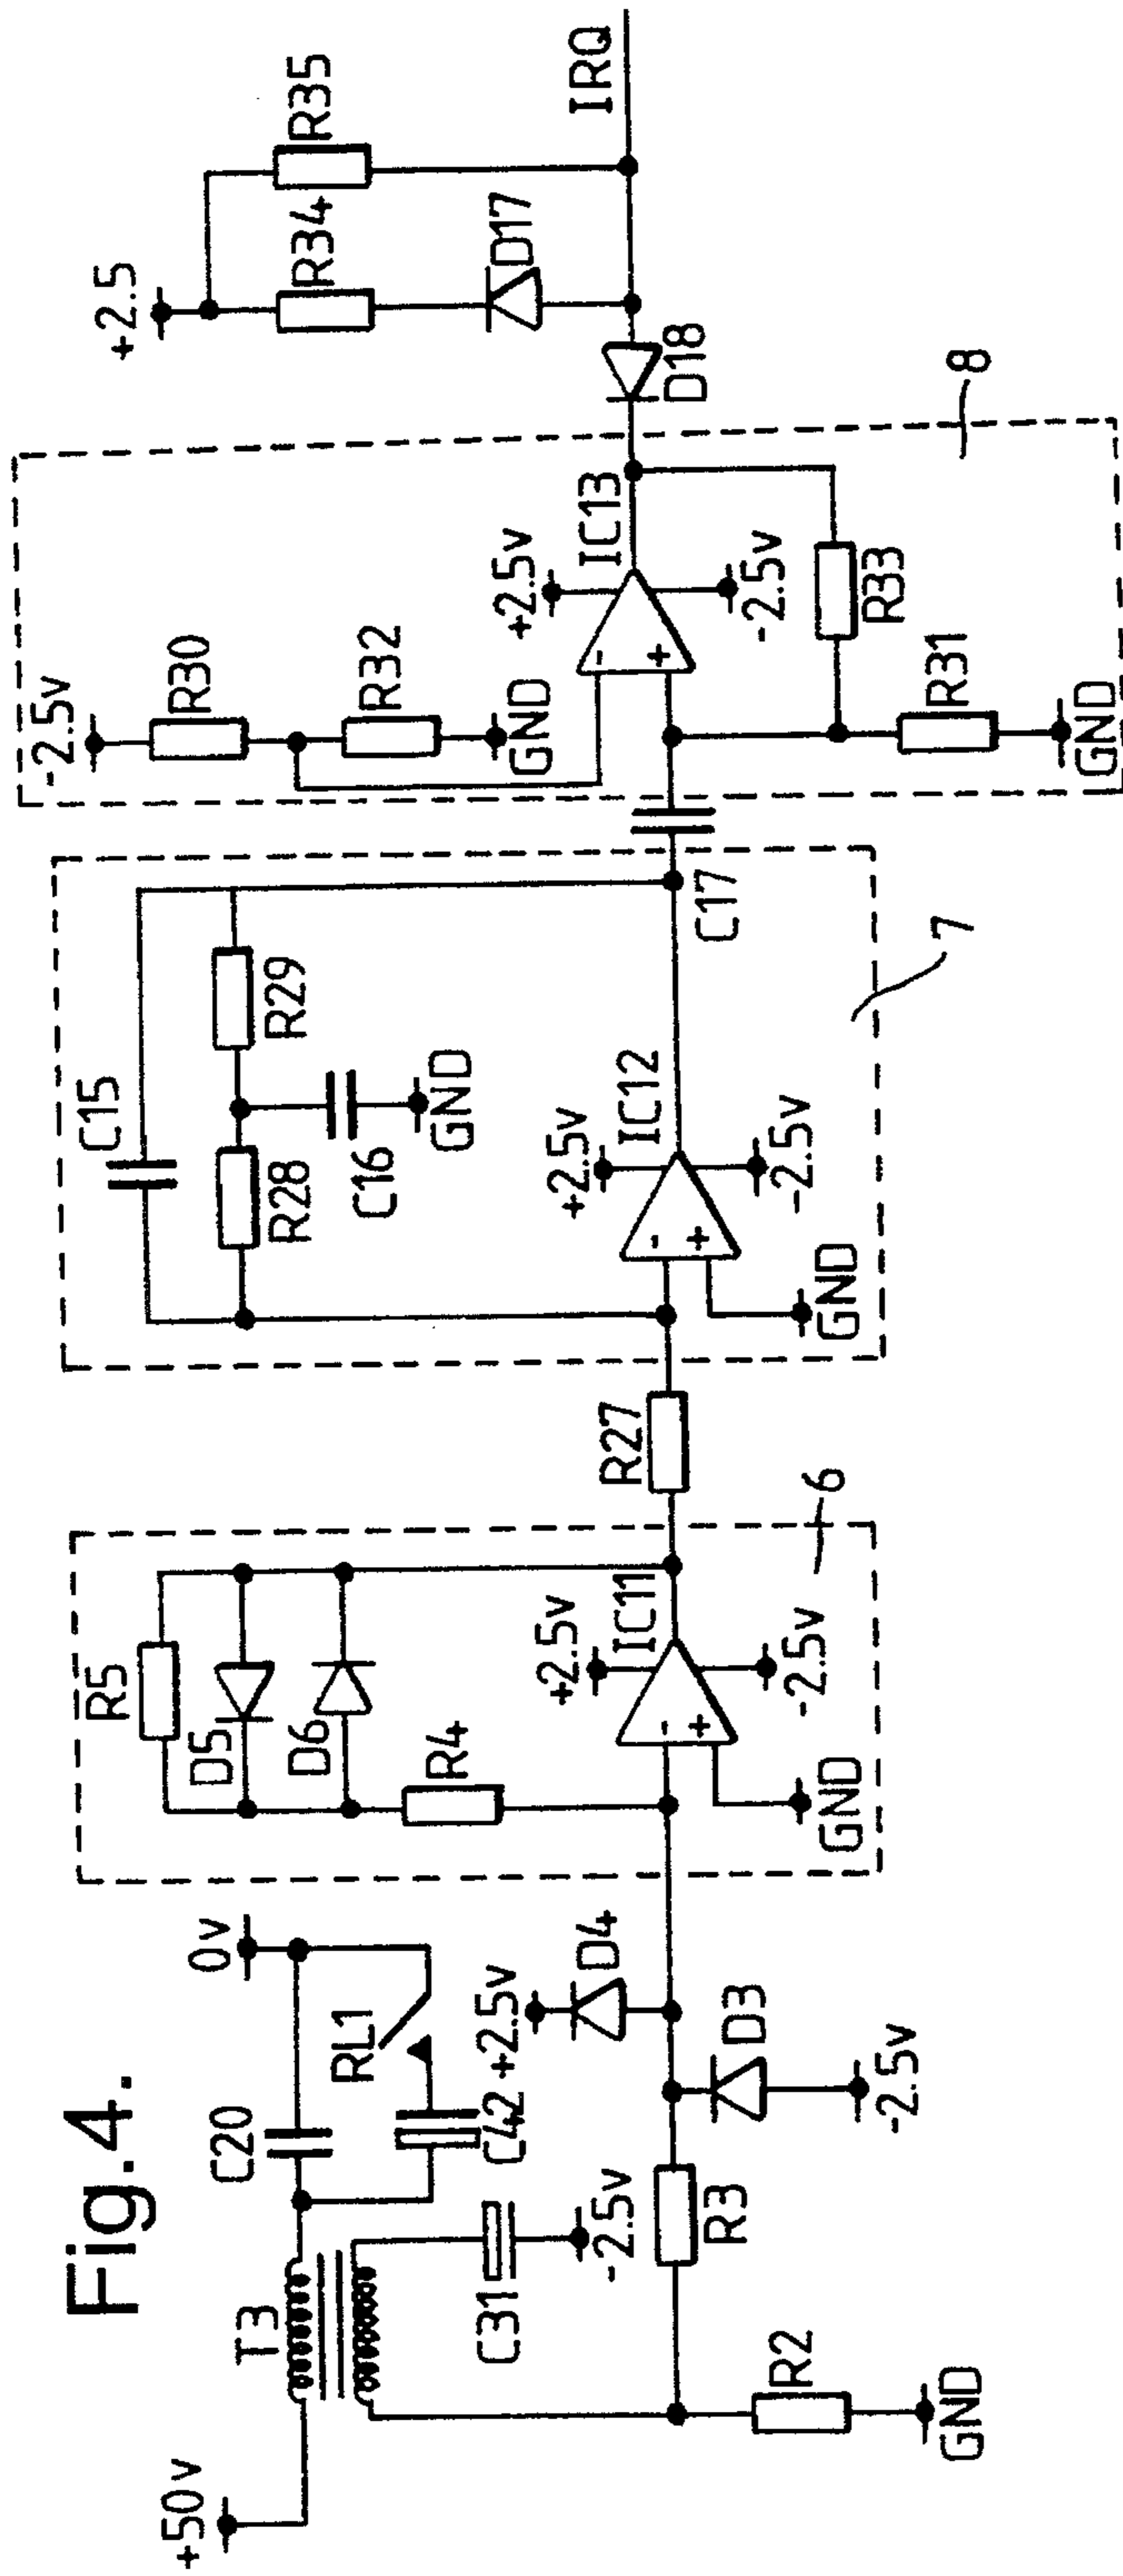 Fig.4.
+50v
T3
C20
0v
RL1
C42
C31
-2.5v
R2
GND
R3
D3
-2.5v
D4
+2.5v
R5
D5
D6
R4
IC11
+2.5v
-
+
-2.5v
GND
6
R27
C15
R28
R29
C16
GND
IC12
+2.5v
-
+
-2.5v
GND
7
C17
-2.5v
R30
R32
GND
IC13
+2.5v
-
+
-2.5v
R33
R31
GND
8
D18
+2.5
R34
R35
D17
IRQ